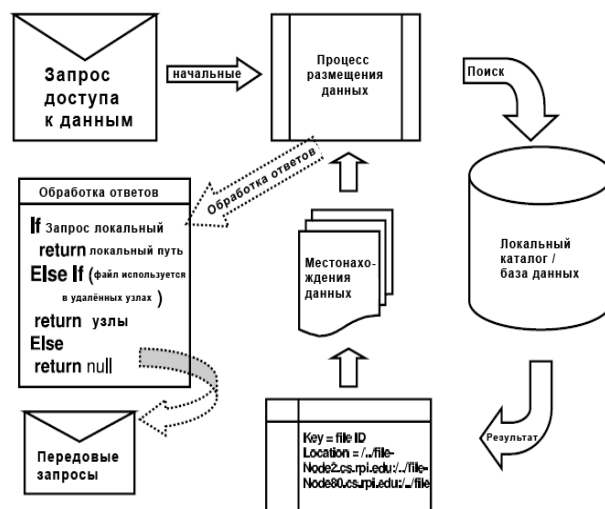 Запрос
доступа
к данным
начальные
Процесс
размещения
данных
Поиск
Обработка ответов
Обработка ответов
If Запрос локальный
return локальный путь
Else If (файл используется
в удалённых узлах )
return узлы
Else
return null
Местонахо-
ждения
данных
Локальный
каталог /
база данных
Передовые
запросы
Key = file ID
Location = /../file-
Node2.cs.rpi.edu:/../file-
Node80.cs.rpi.edu:/../file
Результат